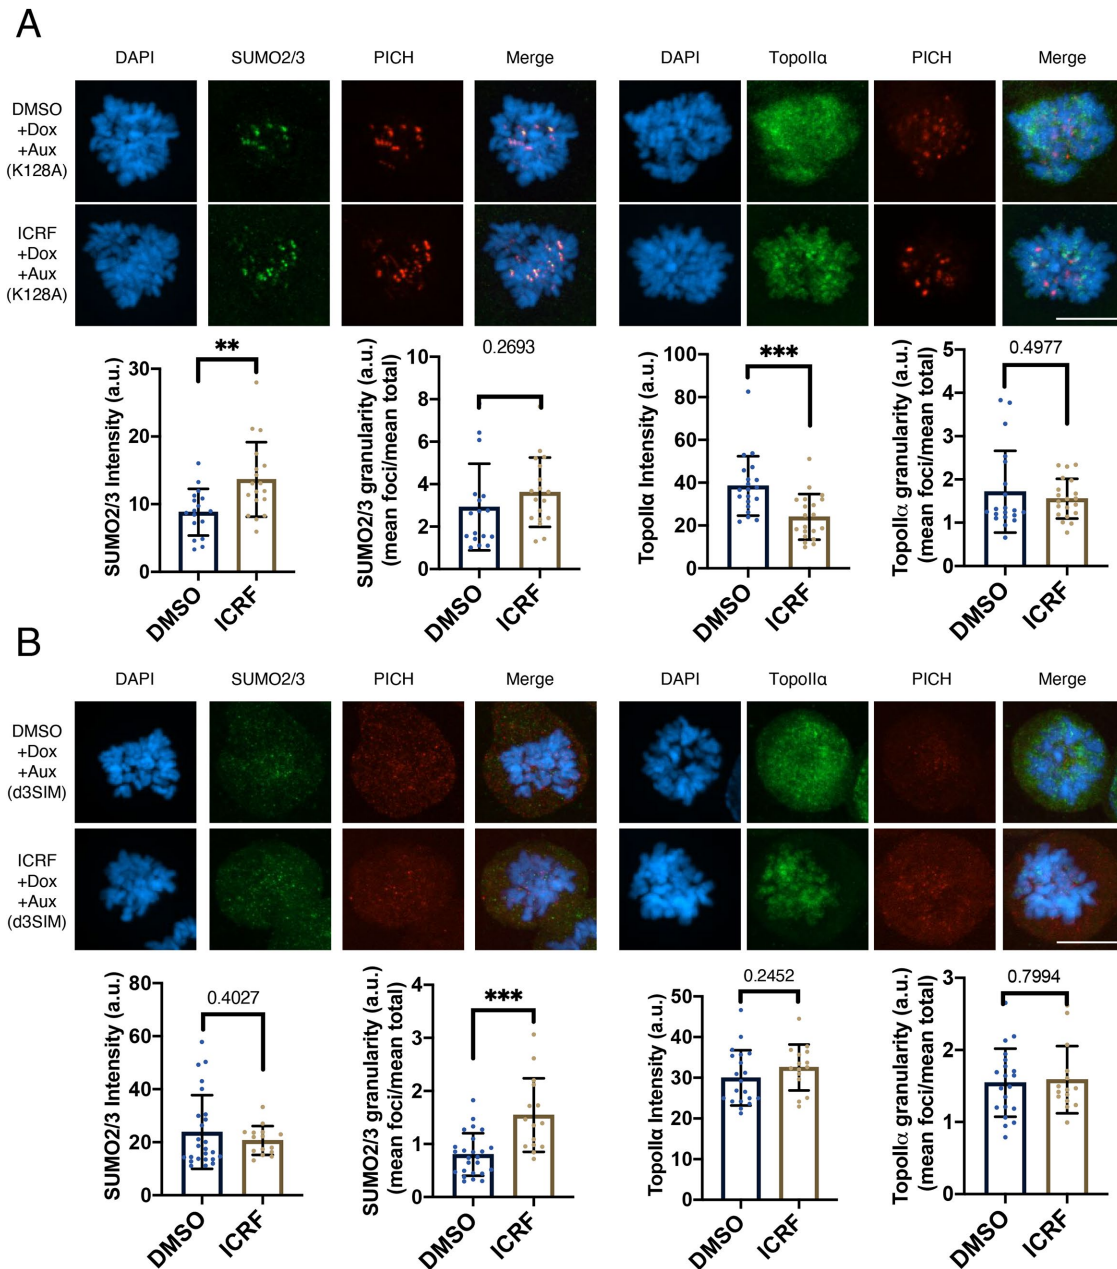 A
DAPI SUMO2/3 PICH Merge DAPI TopoIIα PICH Merge
DMSO
+Dox
+Aux
(K128A)
ICRF
+Dox
+Aux
(K128A)
SUMO2/3 Intensity (a.u.)
30
20
10
0
**
DMSO ICRF
SUMO2/3 granularity (a.u.)
(mean foci/mean total)
10
8
6
4
2
0
0.2693
DMSO ICRF
TopoIIα Intensity (a.u.)
100
80
60
40
20
0
***
DMSO ICRF
TopoIIα granularity (a.u.)
(mean foci/mean total)
5
4
3
2
1
0
0.4977
DMSO ICRF
B
DAPI SUMO2/3 PICH Merge DAPI TopoIIα PICH Merge
DMSO
+Dox
+Aux
(d3SIM)
ICRF
+Dox
+Aux
(d3SIM)
SUMO2/3 Intensity (a.u.)
80
60
40
20
0
0.4027
DMSO ICRF
SUMO2/3 granularity (a.u.)
(mean foci/mean total)
4
3
2
1
0
***
DMSO ICRF
TopoIIα Intensity (a.u.)
50
40
30
20
10
0
0.2452
DMSO ICRF
TopoIIα granularity (a.u.)
(mean foci/mean total)
3
2
1
0
0.7994
DMSO ICRF